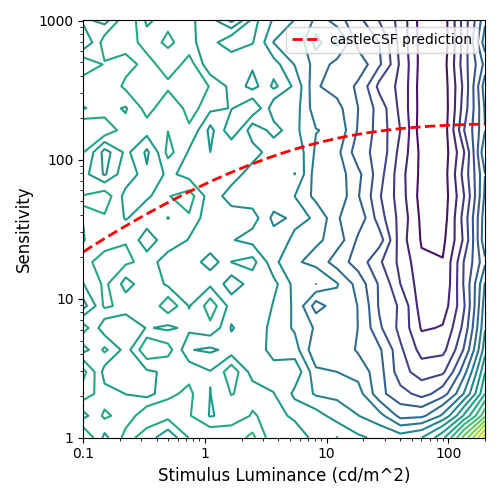 1000
castleCSF prediction
100
Sensitivity
10
1
0.1 1 10 100
Stimulus Luminance (cd/m^2)